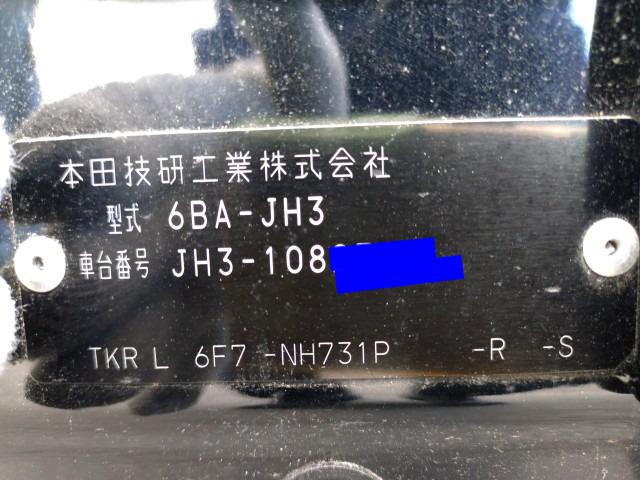 本田技研工業株式会社
型式 6BA-JH3
車台番号 JH3-108
TKR L 6F7 -NH731P -R -S